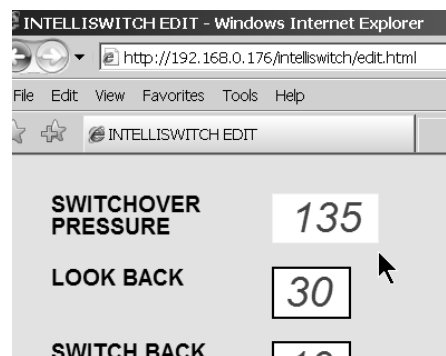 INTELLISWITCH EDIT - Windows Internet Explorer
http://192.168.0.176/intelliswitch/edit.html
File Edit View Favorites Tools Help
INTELLISWITCH EDIT
SWITCHOVER
PRESSURE
135
LOOK BACK
30
SWITCH BACK